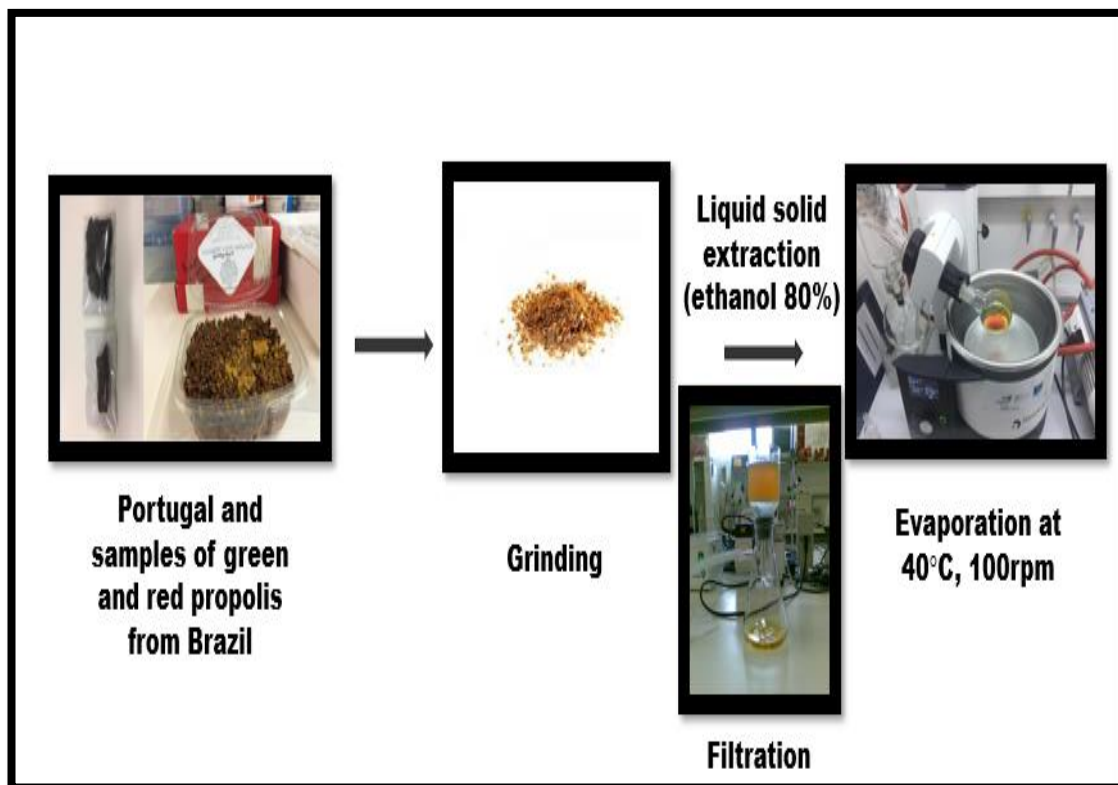 Portugal and
samples of green
and red propolis
from Brazil
Grinding
Liquid solid
extraction
(ethanol 80%)
Filtration
Evaporation at
40°C, 100rpm